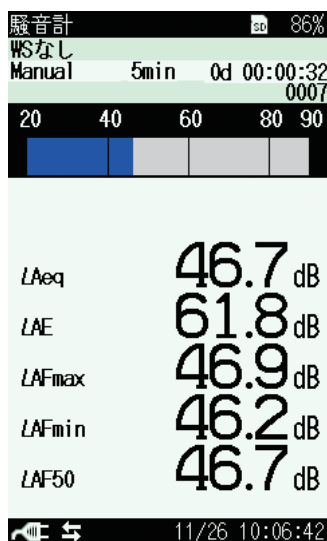 騒音計 SD 86%
WSなし
Manual 5min 0d 00:00:32
0007
20 40 60 80 90
LAeq 46.7 dB
LAE 61.8 dB
LAFmax 46.9 dB
LAFmin 46.2 dB
LAF50 46.7 dB
11/26 10:06:42